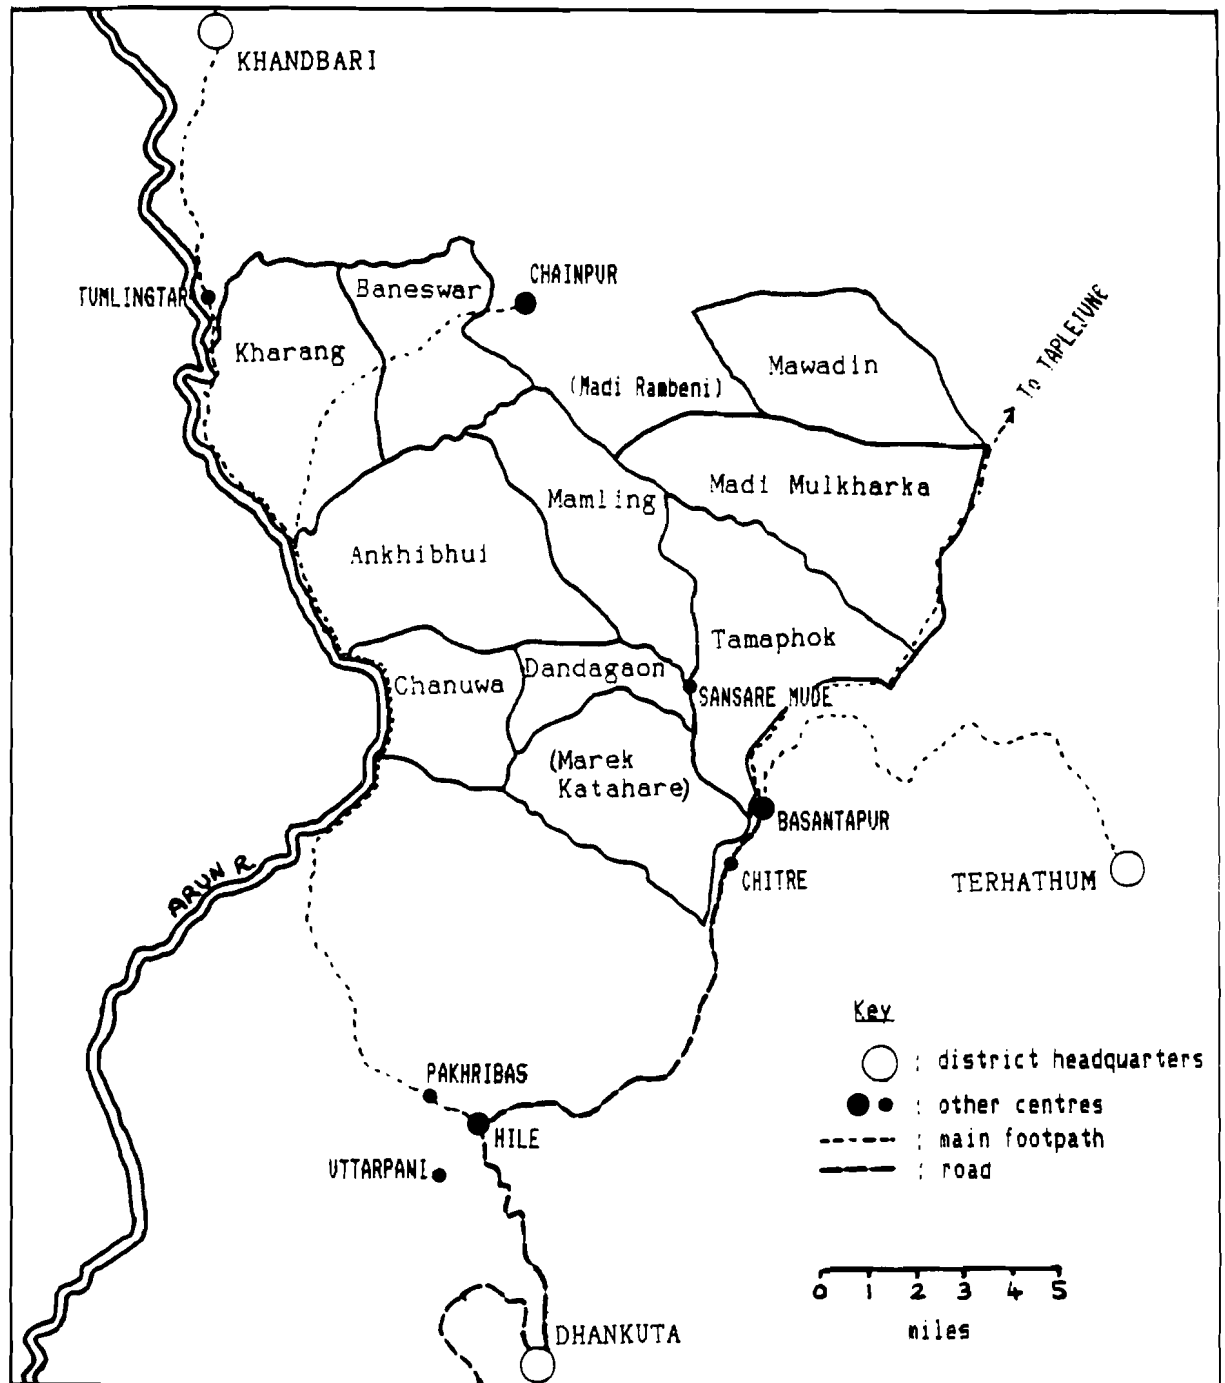 KHANDBARI
TUMLINGTAR
Baneswar
CHAINPUR
Kharang
(Madi Rambeni)
Mawadin
To TAPLEJUNG
Mamling
Madi Mulkharka
Ankhibhui
Tamaphok
Dandagaon
Chanuwa
SANSARE MUDE
(Marek
Katahare)
BASANTAPUR
CHITRE
TERHATHUM
ARUN R.
Key
: district headquarters
: other centres
: main footpath
: road
PAKHRIBAS
HILE
UTTARPANI
0 1 2 3 4 5
miles
DHANKUTA